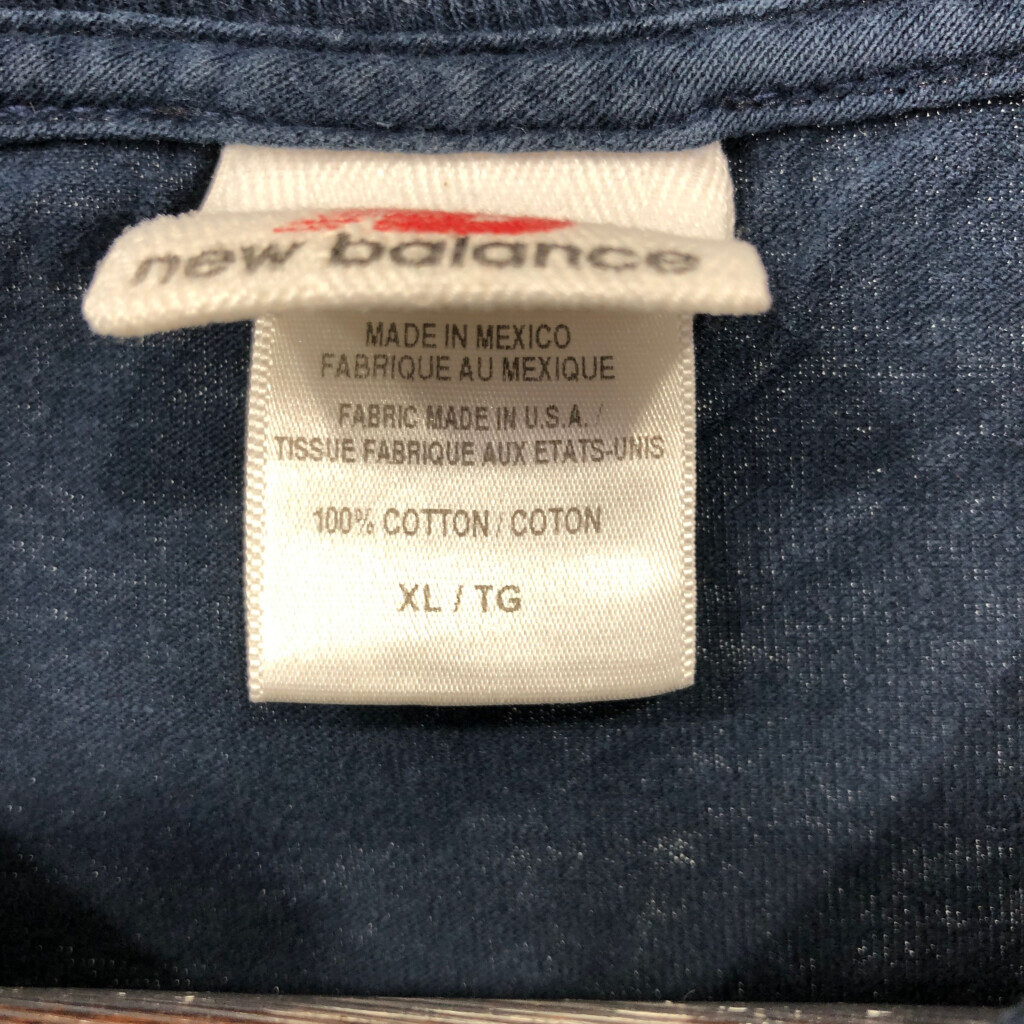 new balance
MADE IN MEXICO
FABRIQUE AU MEXIQUE
FABRIC MADE IN U.S.A. /
TISSUE FABRIQUE AUX ETATS-UNIS
100% COTTON / COTON
XL / TG